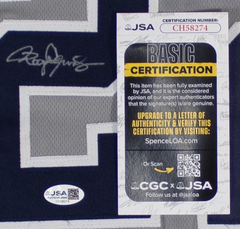 JSA
CERTIFICATION NUMBER
CH58274
BASIC
CERTIFICATION
This item has been fully examined
by JSA, and it is the considered
opinion of our expert authenticators
that the signature(s) is/are genuine.
UPGRADE TO A LETTER OF
AUTHENTICITY & VERIFY THIS
CERTIFICATION BY VISITING:
SpenceLOA.com
Or Scan
CGC x JSA
Follow us @jsaloa
JSA